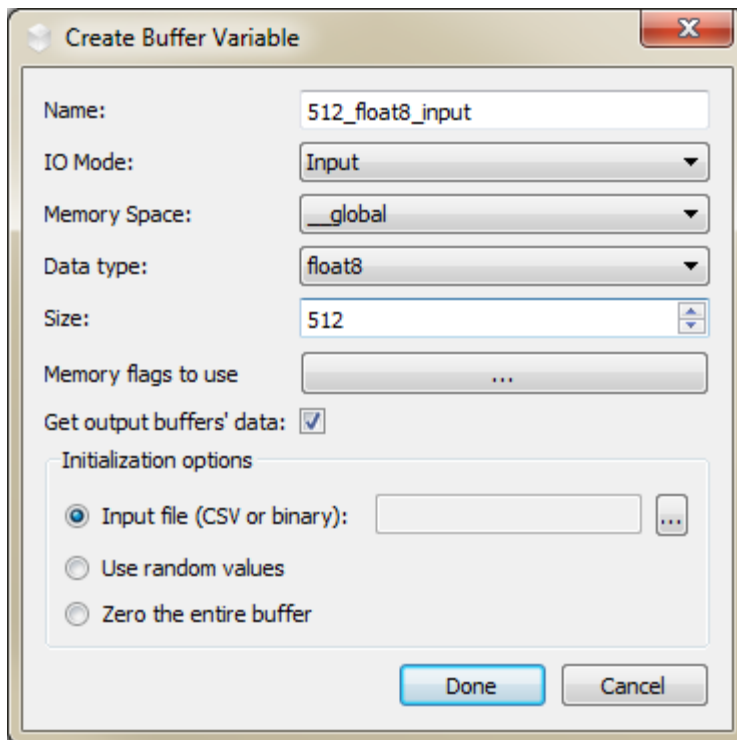 Create Buffer Variable
Name: 512_float8_input
IO Mode: Input
Memory Space: __global
Data type: float8
Size: 512
Memory flags to use ...
Get output buffers' data:
Initialization options
Input file (CSV or binary): ...
Use random values
Zero the entire buffer
Done Cancel